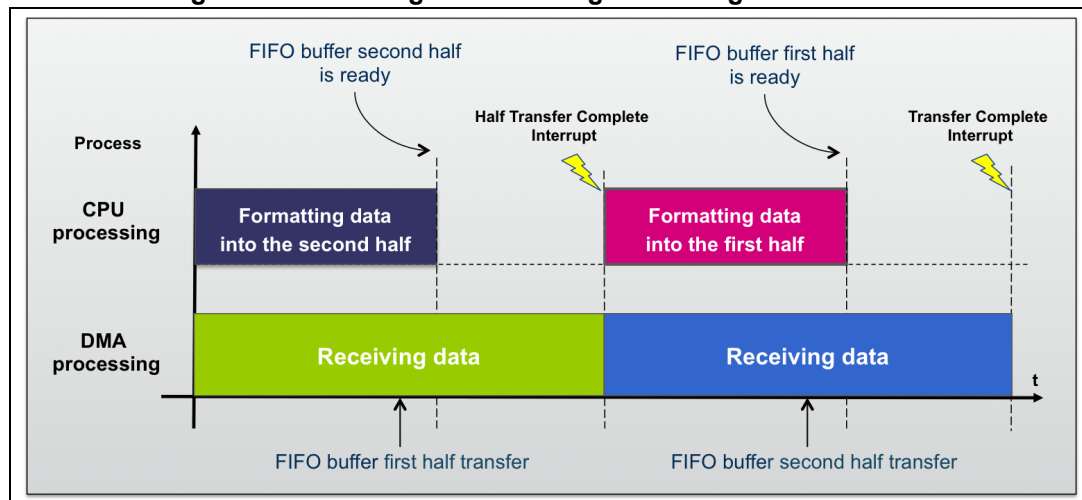 FIFO buffer second half
is ready
FIFO buffer first half
is ready
Half Transfer Complete
Interrupt
Transfer Complete
Interrupt
Process
CPU
processing
Formatting data
into the second half
Formatting data
into the first half
DMA
processing
Receiving data
Receiving data
t
FIFO buffer first half transfer
FIFO buffer second half transfer